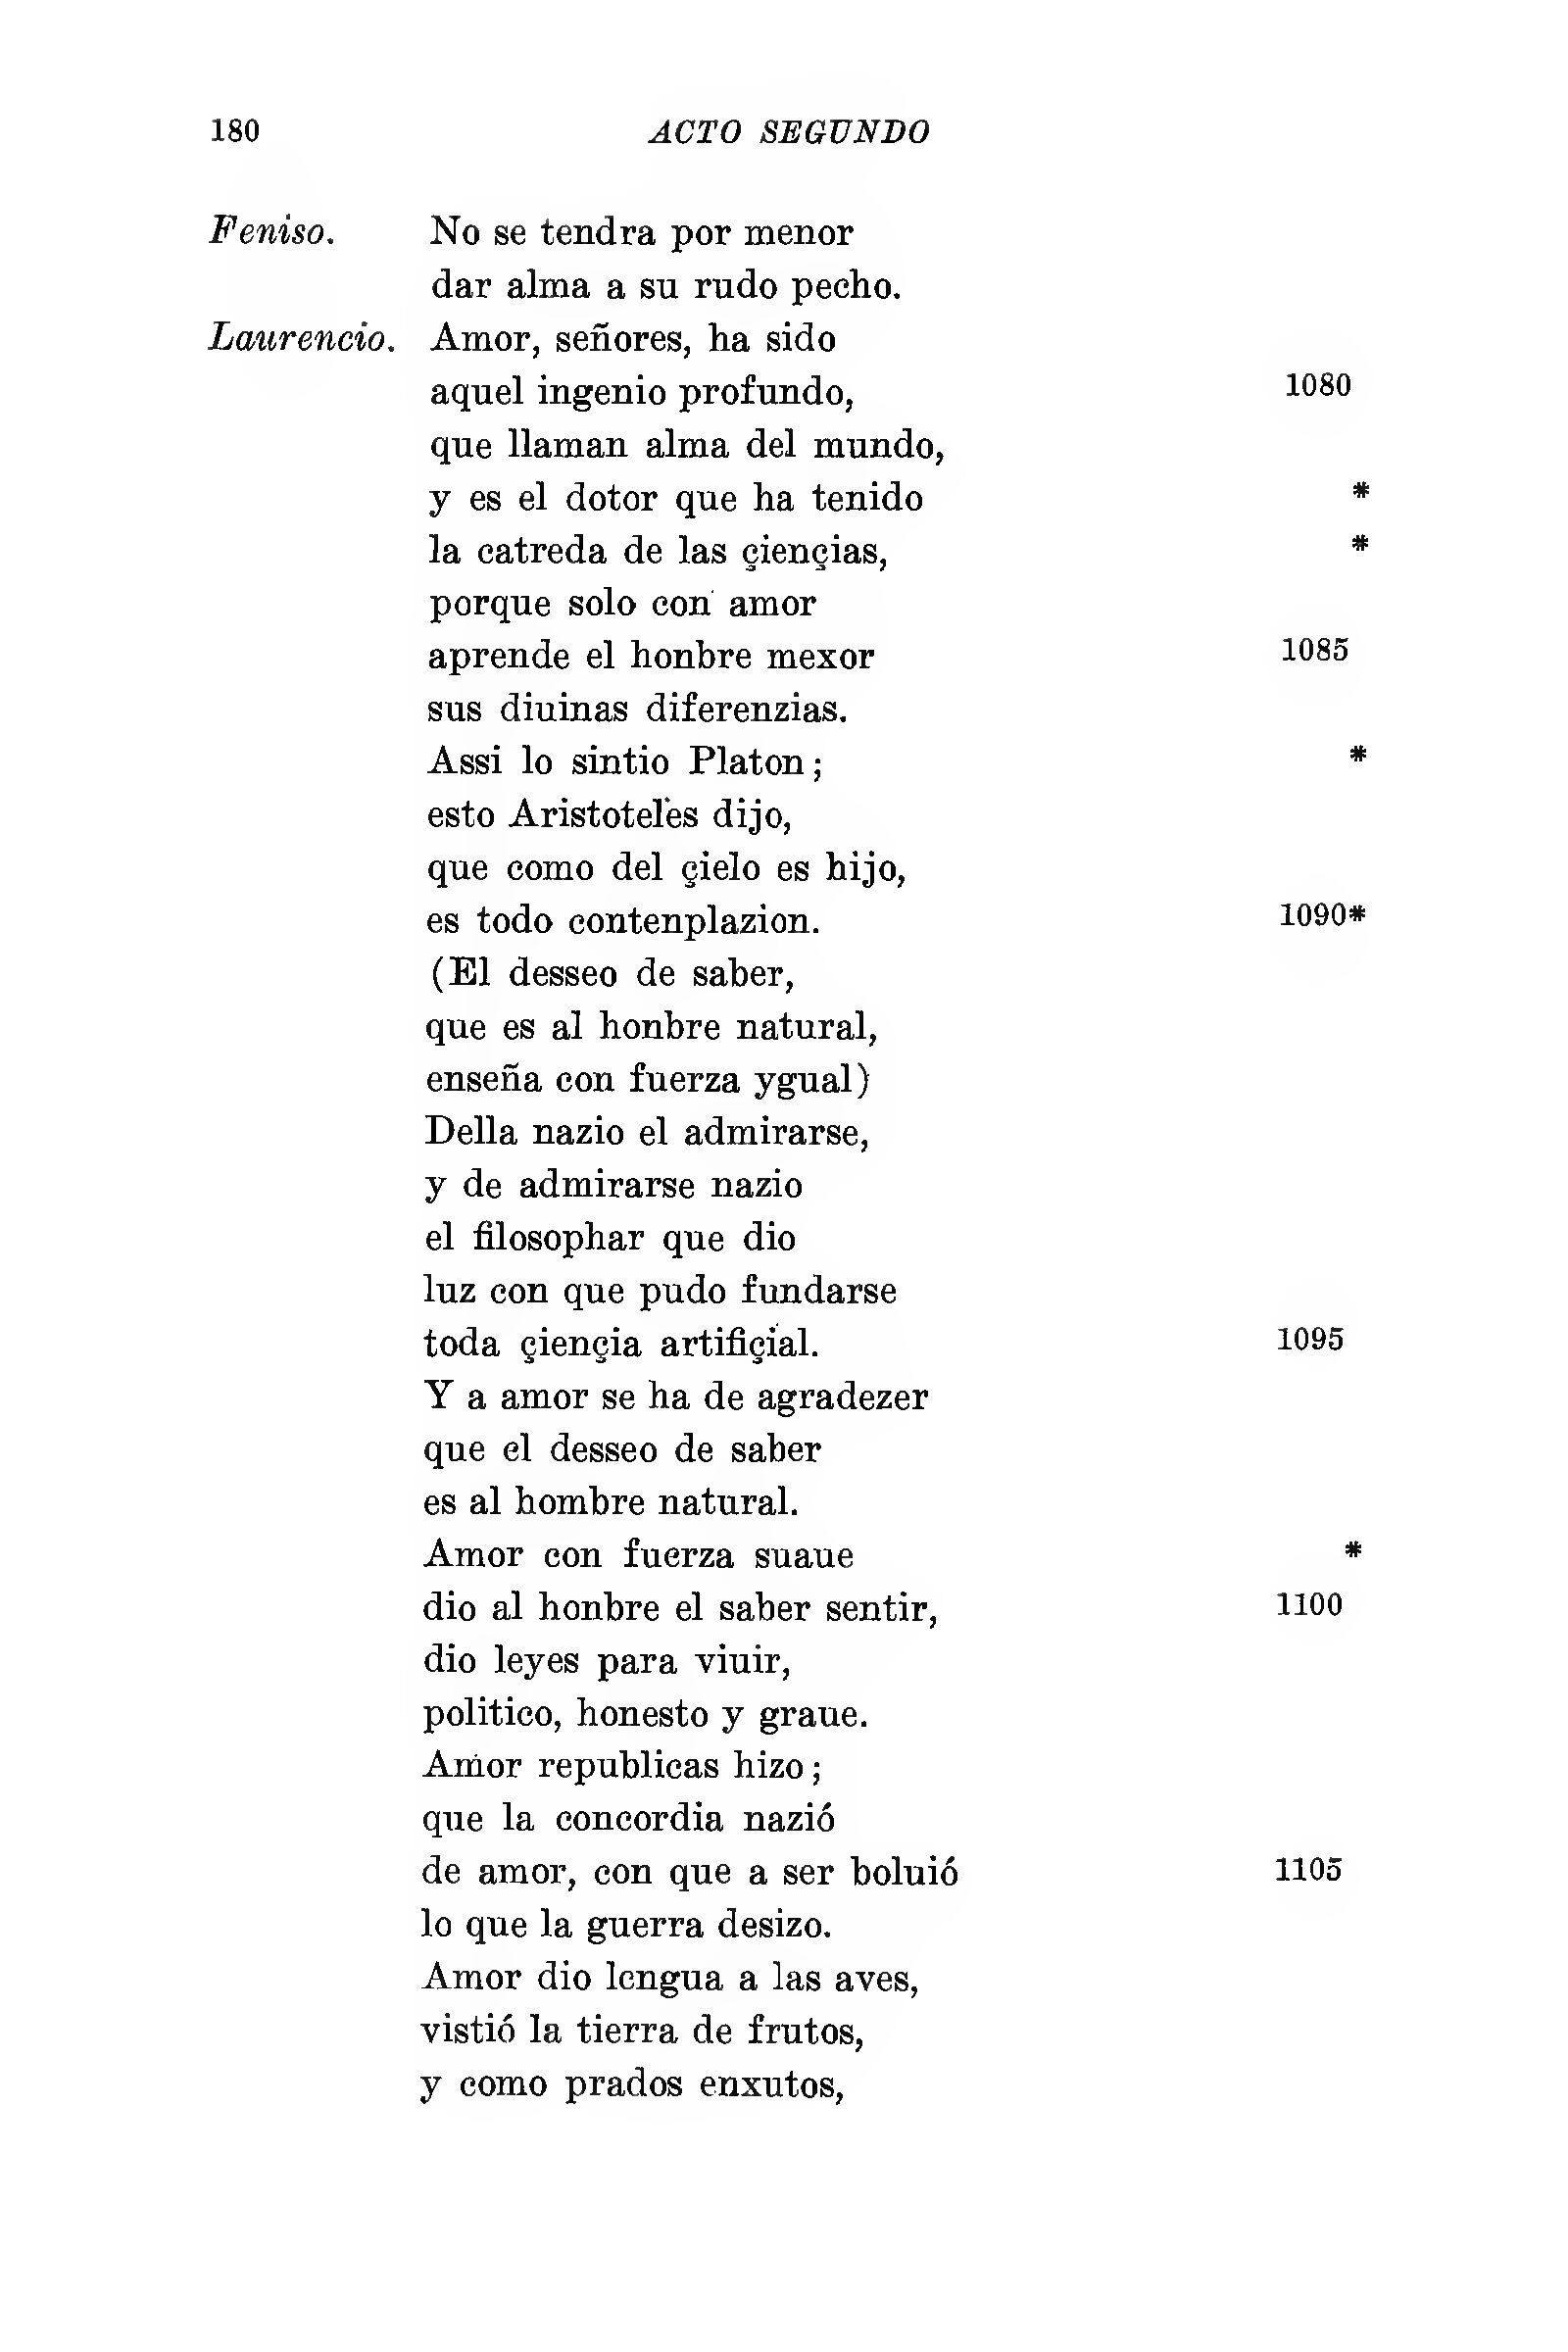 180 ACTO SEGUNDO
Feniso. No se tendra por menor
dar alma a su rudo pecho.
Laurencio. Amor, señores, ha sido
aquel ingenio profundo, 1080
que llaman alma del mundo,
y es el dotor que ha tenido *
la catreda de las çiençias, *
porque solo con amor
aprende el honbre mexor 1085
sus diuinas diferenzias.
Assi lo sintio Platon; *
esto Aristoteles dijo,
que como del çielo es hijo,
es todo contenplazion. 1090*
(El desseo de saber,
que es al honbre natural,
enseña con fuerza ygual)
Della nazio el admirarse,
y de admirarse nazio
el filosophar que dio
luz con que pudo fundarse
toda çiençia artifiçial. 1095
Y a amor se ha de agradezer
que el desseo de saber
es al hombre natural.
Amor con fuerza suaue *
dio al honbre el saber sentir, 1100
dio leyes para viuir,
politico, honesto y graue.
Amor republicas hizo;
que la concordia nazió
de amor, con que a ser boluió 1105
lo que la guerra desizo.
Amor dio lengua a las aves,
vistió la tierra de frutos,
y como prados enxutos,